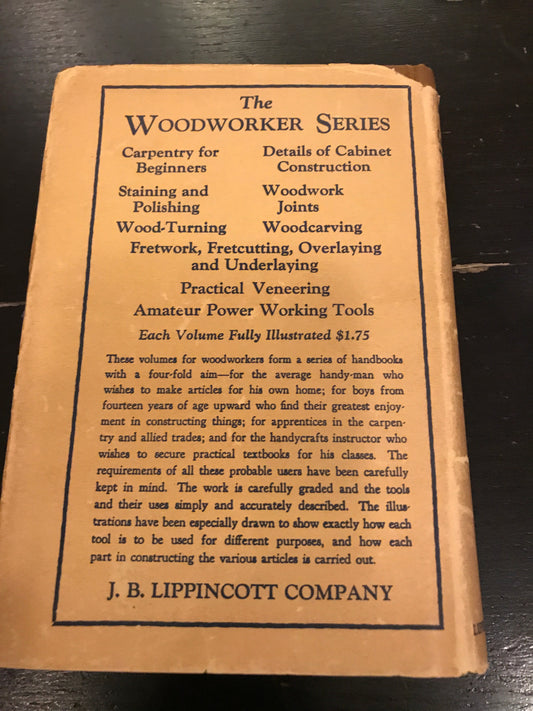 The
WOODWORKER SERIES
Carpentry for Beginners
Details of Cabinet Construction
Staining and Polishing
Woodwork Joints
Wood-Turning
Woodcarving
Fretwork, Fretcutting, Overlaying
and Underlaying
Practical Veneering
Amateur Power Working Tools
Each Volume Fully Illustrated $1.75
These volumes for woodworkers form a series of handbooks
with a four-fold aim—for the average handy-man who
wishes to make articles for his own home; for boys from
fourteen years of age upward who find their greatest enjoy-
ment in constructing things; for apprentices in the carpen-
try and allied trades; and for the handycrafts instructor who
wishes to secure practical textbooks for his classes. The
requirements of all these probable users have been carefully
kept in mind. The work is carefully graded and the tools
and their uses simply and accurately described. The illus-
trations have been especially drawn to show exactly how each
tool is to be used for different purposes, and how each
part in constructing the various articles is carried out.
J. B. LIPPINCOTT COMPANY